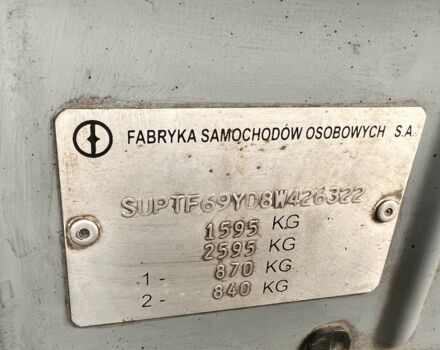 FABRYKA SAMOCHODÓW OSOBOWYCH S.A.
SUPTF69YD8W426322
1595 KG
2595 KG
1 - 870 KG
2 - 840 KG